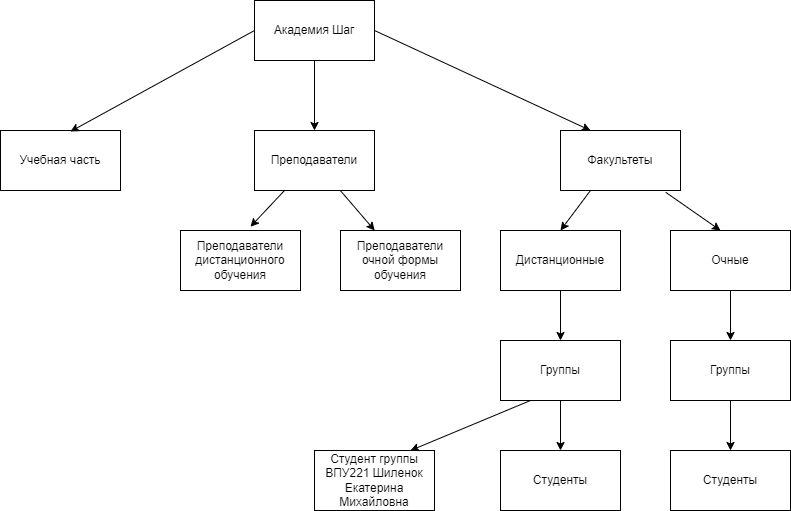 Академия Шаг
Учебная часть
Преподаватели
Факультеты
Преподаватели
дистанционного
обучения
Преподаватели
очной формы
обучения
Дистанционные
Очные
Группы
Группы
Студент группы
ВПУ221 Шиленок
Екатерина
Михайловна
Студенты
Студенты